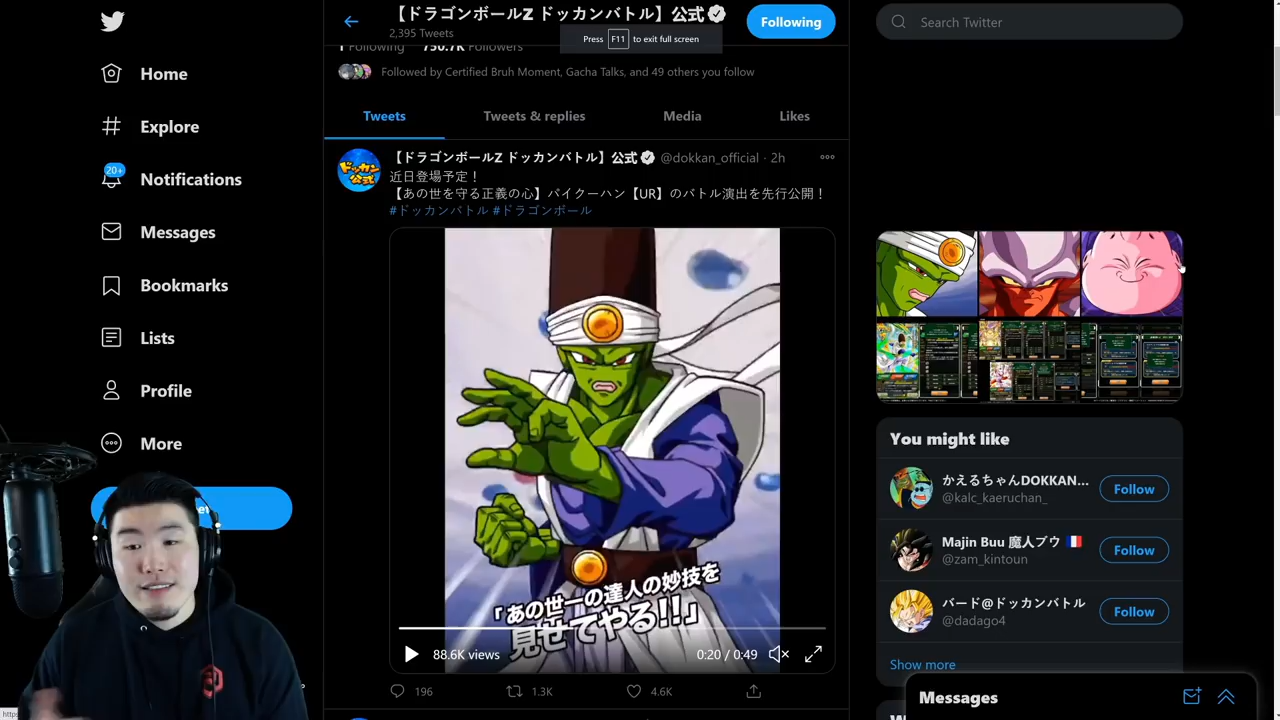 【ドラゴンボールZ ドッカンバトル】公式
2,395 Tweets
Following
Search Twitter
Press F11 to exit full screen
1 Following 750.7K Followers
Followed by Certified Bruh Moment, Gacha Talks, and 49 others you follow
Home
Explore
20+
Notifications
Messages
Bookmarks
Lists
Profile
More
Tweets
Tweets & replies
Media
Likes
ドッカン
公式
【ドラゴンボールZ ドッカンバトル】公式 @dokkan_official · 2h
近日登場予定！
【あの世を守る正義の心】パイクーハン【UR】のバトル演出を先行公開！
#ドッカンバトル #ドラゴンボール
「あの世一の達人の妙技を
見せてやる!!」
88.6K views
0:20 / 0:49
196
1.3K
4.6K
You might like
かえるちゃんDOKKAN...
@kalc_kaeruchan_
Follow
Majin Buu 魔人ブウ
@zam_kintoun
Follow
バード@ドッカンバトル
@dadago4
Follow
Show more
Messages
https